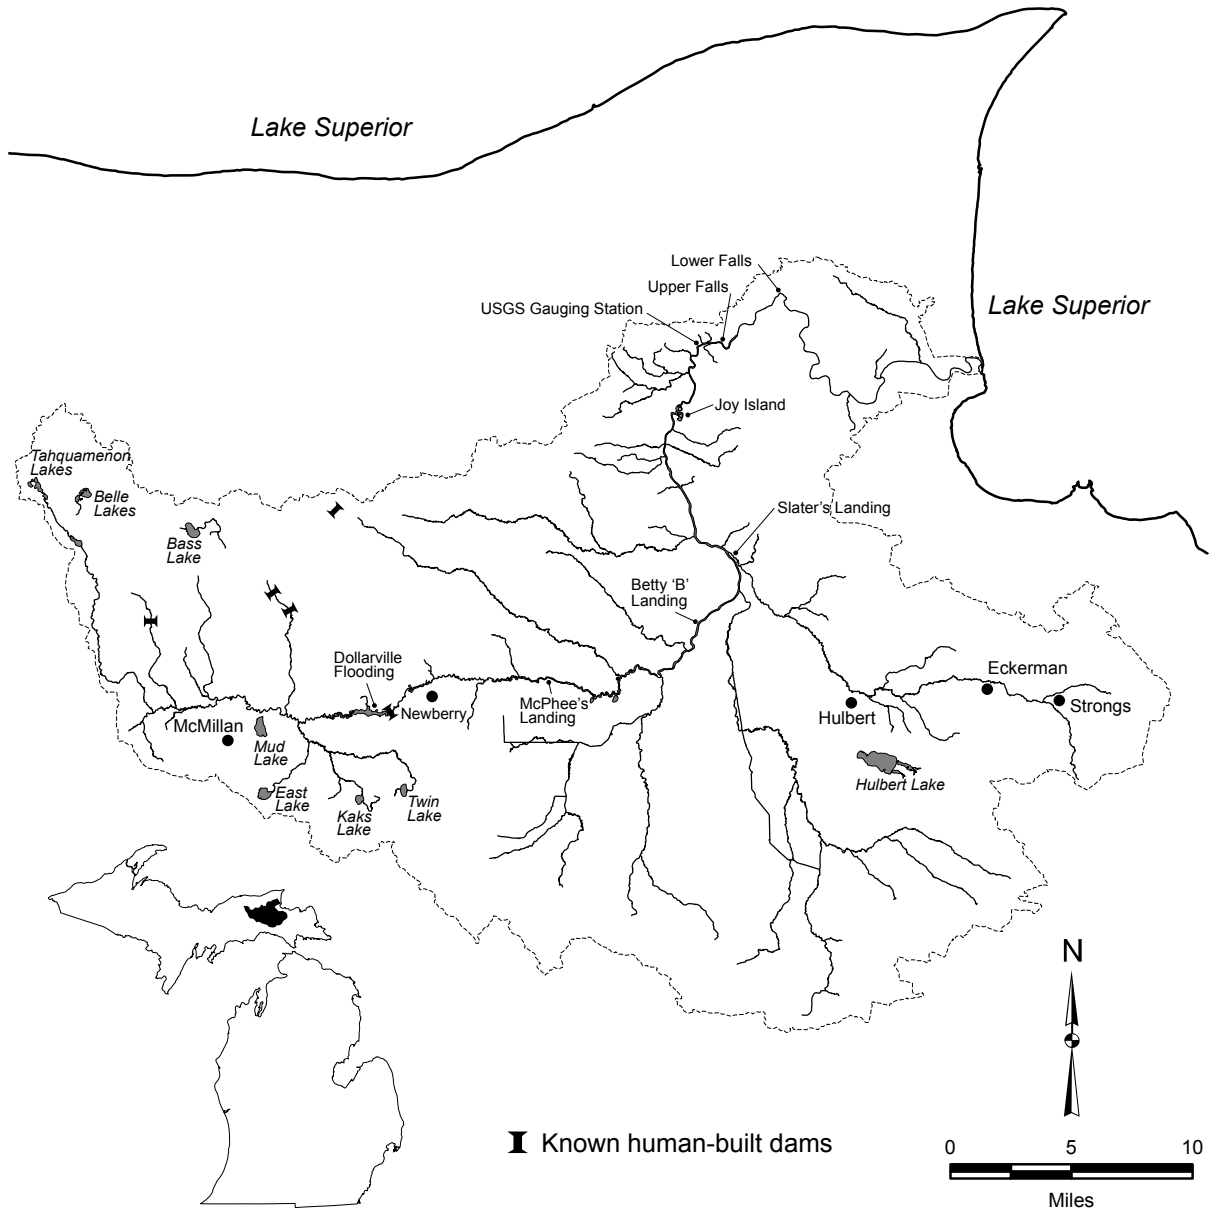 Lake Superior
Lower Falls
Upper Falls
USGS Gauging Station
Lake Superior
Joy Island
Tahquamenon
Lakes
Belle
Lakes
Bass
Lake
Slater's Landing
Betty ‘B’
Landing
Dollarville
Flooding
Eckerman
McPhee's
Landing
Newberry
Hulbert
Strongs
McMillan
Mud
Lake
Hulbert Lake
East
Lake
Kaks
Lake
Twin
Lake
N
Known human-built dams
0 5 10
Miles